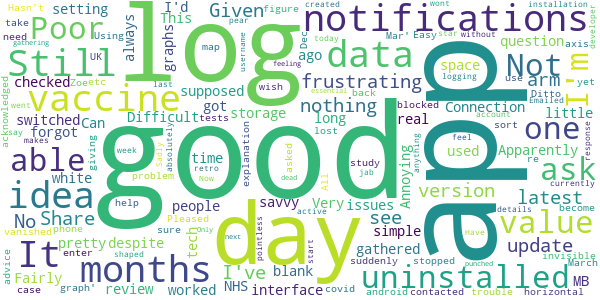 Hasn't take need UK Using setting Poor Still
This I'd graphs always Given ago
log notifications
figure map username feeling Dec wish
created Mar' Easy wont installation pear star without developer
gathering today axis question yet use
data Not I'm
frustrating arm space logging Ditto Emailed
vaccine checked Zoeetc supposed nothing Connection
acknowledged switched got storage long real blocked
Can Difficult tests lost back
able forgot time white retro
good app one ask
Apparently little re sort response
explanation asked study jab Annoying used account anything
idea giving week Now dead All Very issues version latest
essential feel become currently
No Share people savvy see simple value
help absolutely Sadly problem makes say went
day It months I've
vanished phone pretty despite sure tech
Pleased Only active next pointless shaped start
gathered update
details have invisible
advice Fairly enter review worked NHS blank interface
suddenly stopped March uninstalled MB
case graph' last covid punched
android contacted trouble horizontal